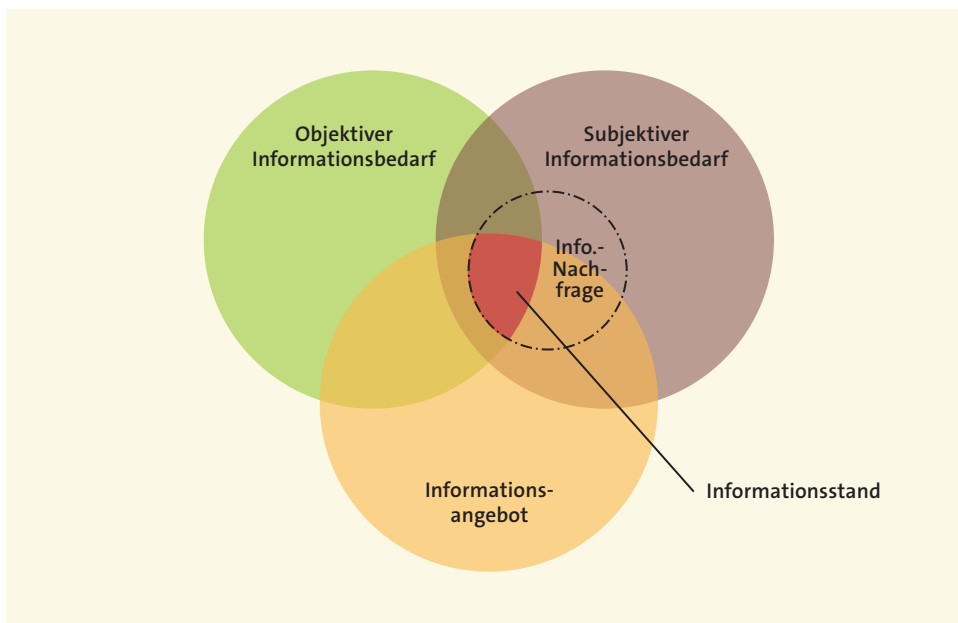 Objektiver
Informationsbedarf
Subjektiver
Informationsbedarf
Info.-
Nach-
frage
Informations-
angebot
Informationsstand